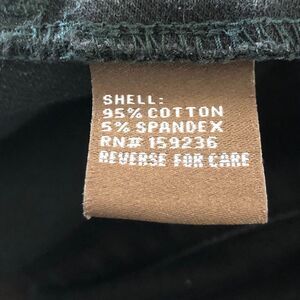 SHELL:
95% COTTON
5% SPANDEX
RN# 159236
REVERSE FOR CARE